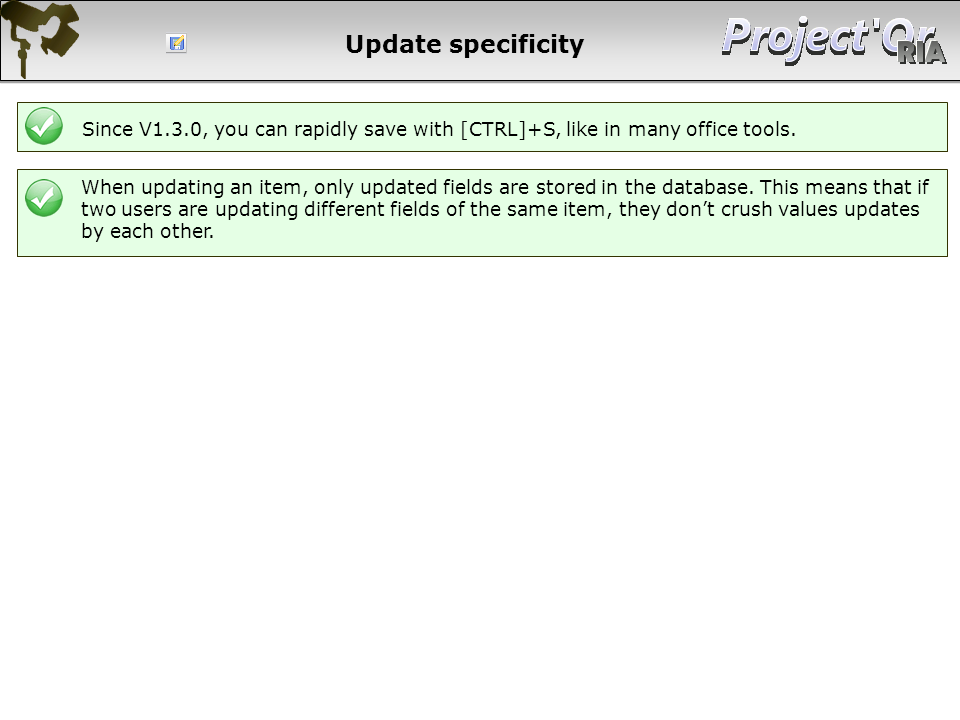 Update specificity
Project'Or
RIA
Since V1.3.0, you can rapidly save with [CTRL]+S, like in many office tools.
When updating an item, only updated fields are stored in the database. This means that if
two users are updating different fields of the same item, they don’t crush values updates
by each other.